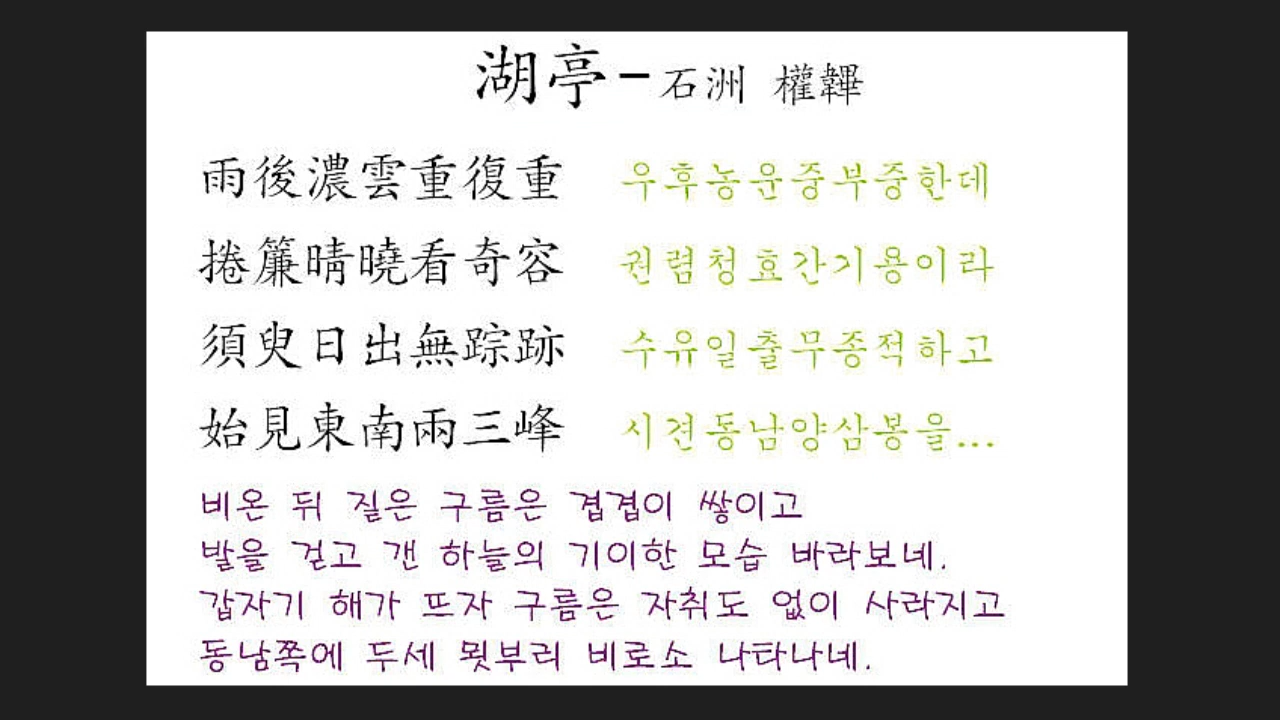 湖亭-石洲 權韠
雨後濃雲重復重 우후농운중부중한데
捲簾晴曉看奇容 권렴청효간기용이라
須臾日出無踪跡 수유일출무종적하고
始見東南兩三峰 시견동남양삼봉을...
비온 뒤 질은 구름은 겹겹이 쌓이고
발을 걷고 갠 하늘의 기이한 모습 바라보네.
갑자기 해가 뜨자 구름은 자취도 없이 사라지고
동남쪽에 두세 묏부리 비로소 나타나네.